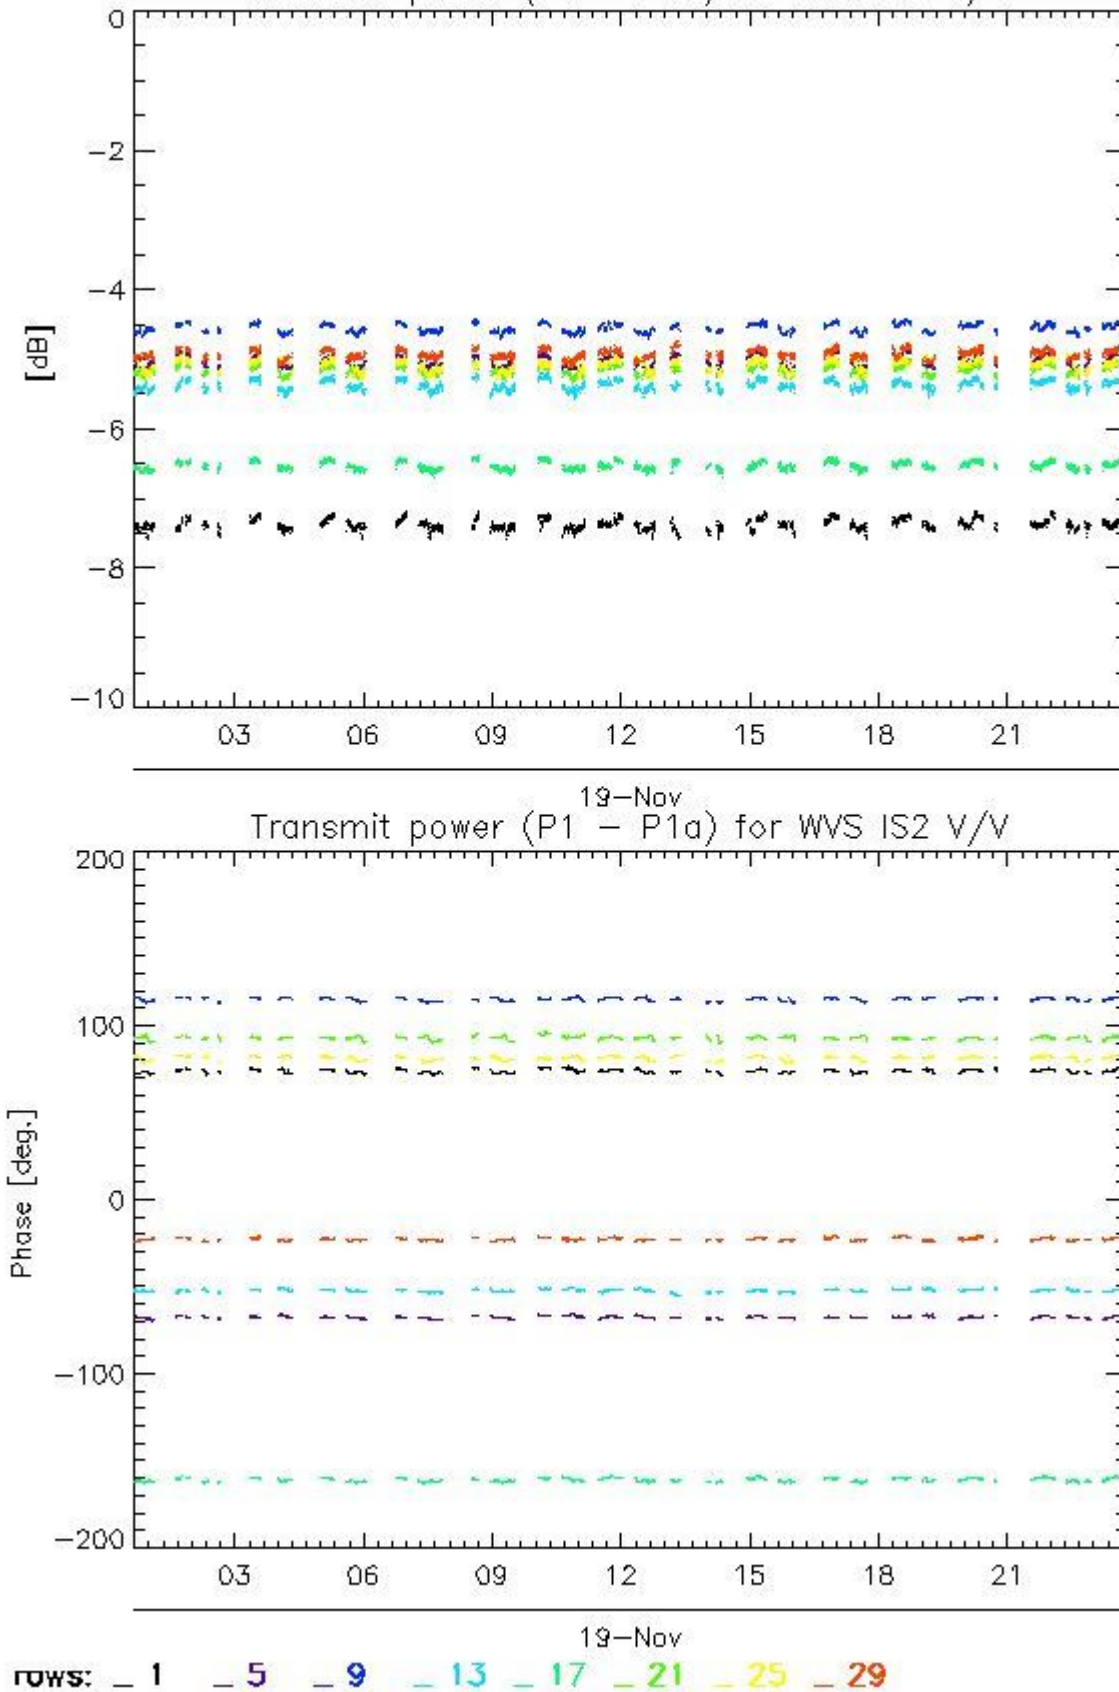 0
-2
-4
[dB]
-6
-8
-10
03 06 09 12 15 18 21
19-Nov
Transmit power (P1 - P1a) for WVS IS2 V/V
200
100
0
Phase [deg.]
-100
-200
03 06 09 12 15 18 21
19-Nov
rows: _ 1 _ 5 _ 9 _ 13 _ 17 _ 21 _ 25 _ 29